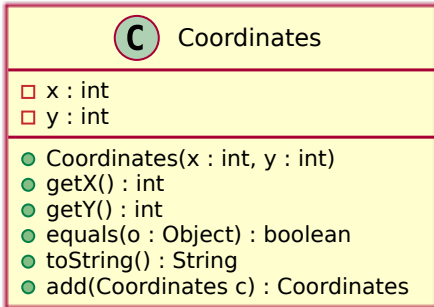 C Coordinates
x : int
y : int
Coordinates(x : int, y : int)
getX() : int
getY() : int
equals(o : Object) : boolean
toString() : String
add(Coordinates c) : Coordinates